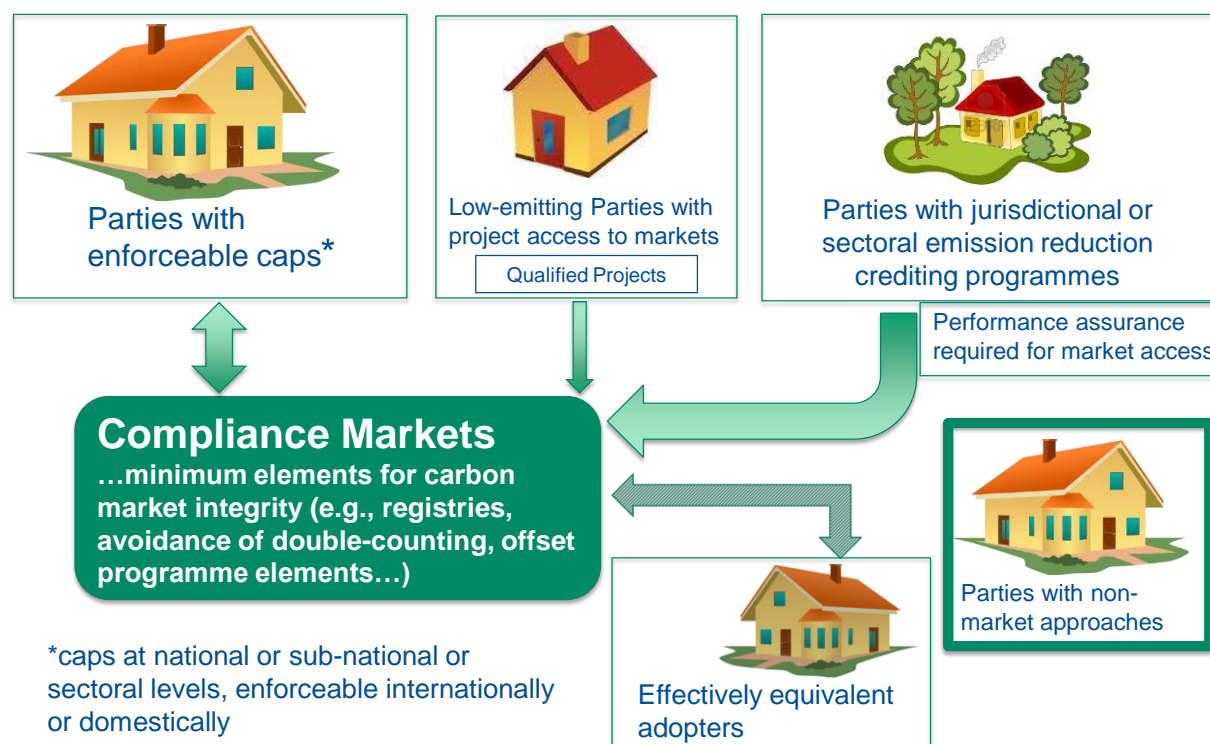 Parties with
enforceable caps*
Low-emitting Parties with
project access to markets
Qualified Projects
Parties with jurisdictional or
sectoral emission reduction
crediting programmes
Performance assurance
required for market access
Compliance Markets
…minimum elements for carbon
market integrity (e.g., registries,
avoidance of double-counting, offset
programme elements…)
Parties with non-
market approaches
Effectively equivalent
adopters
*caps at national or sub-national or
sectoral levels, enforceable internationally
or domestically